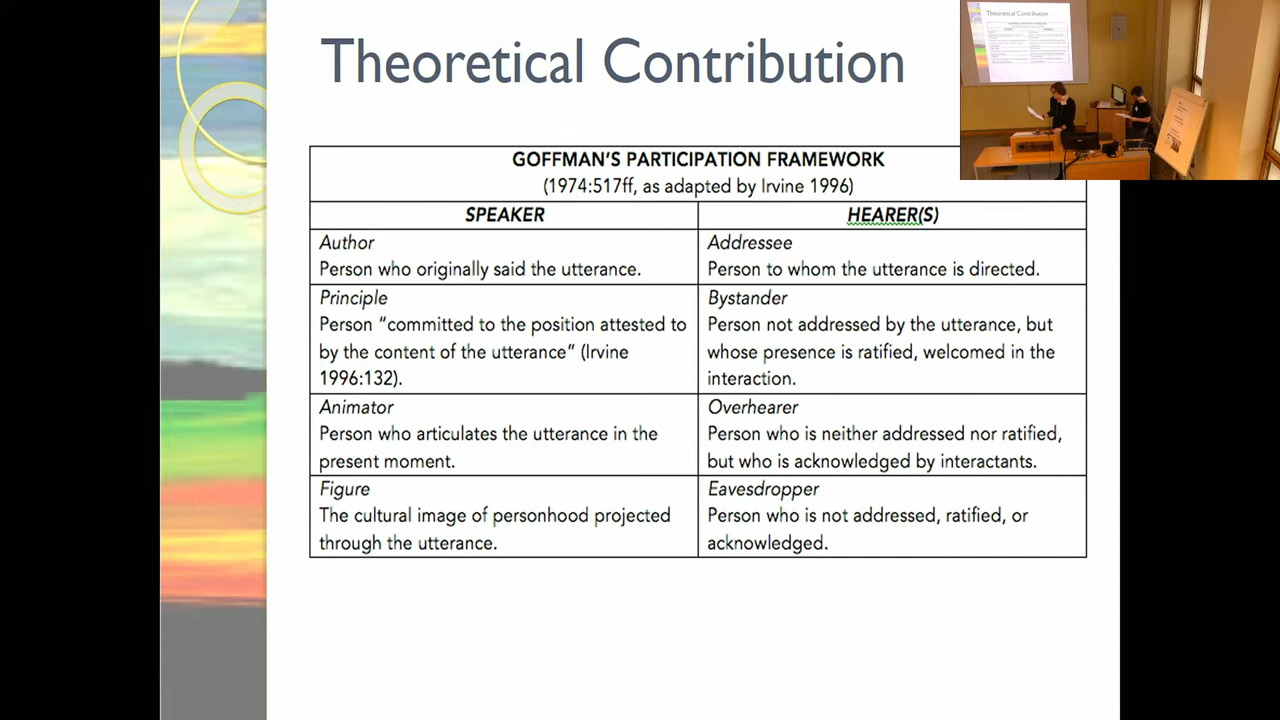 Theoretical Contribution
GOFFMAN'S PARTICIPATION FRAMEWORK
(1974:517ff, as adapted by Irvine 1996)
SPEAKER
HEARER(S)
Author
Person who originally said the utterance.
Addressee
Person to whom the utterance is directed.
Principle
Person “committed to the position attested to
by the content of the utterance” (Irvine
1996:132).
Bystander
Person not addressed by the utterance, but
whose presence is ratified, welcomed in the
interaction.
Animator
Person who articulates the utterance in the
present moment.
Overhearer
Person who is neither addressed nor ratified,
but who is acknowledged by interactants.
Figure
The cultural image of personhood projected
through the utterance.
Eavesdropper
Person who is not addressed, ratified, or
acknowledged.
Theoretical Contribution